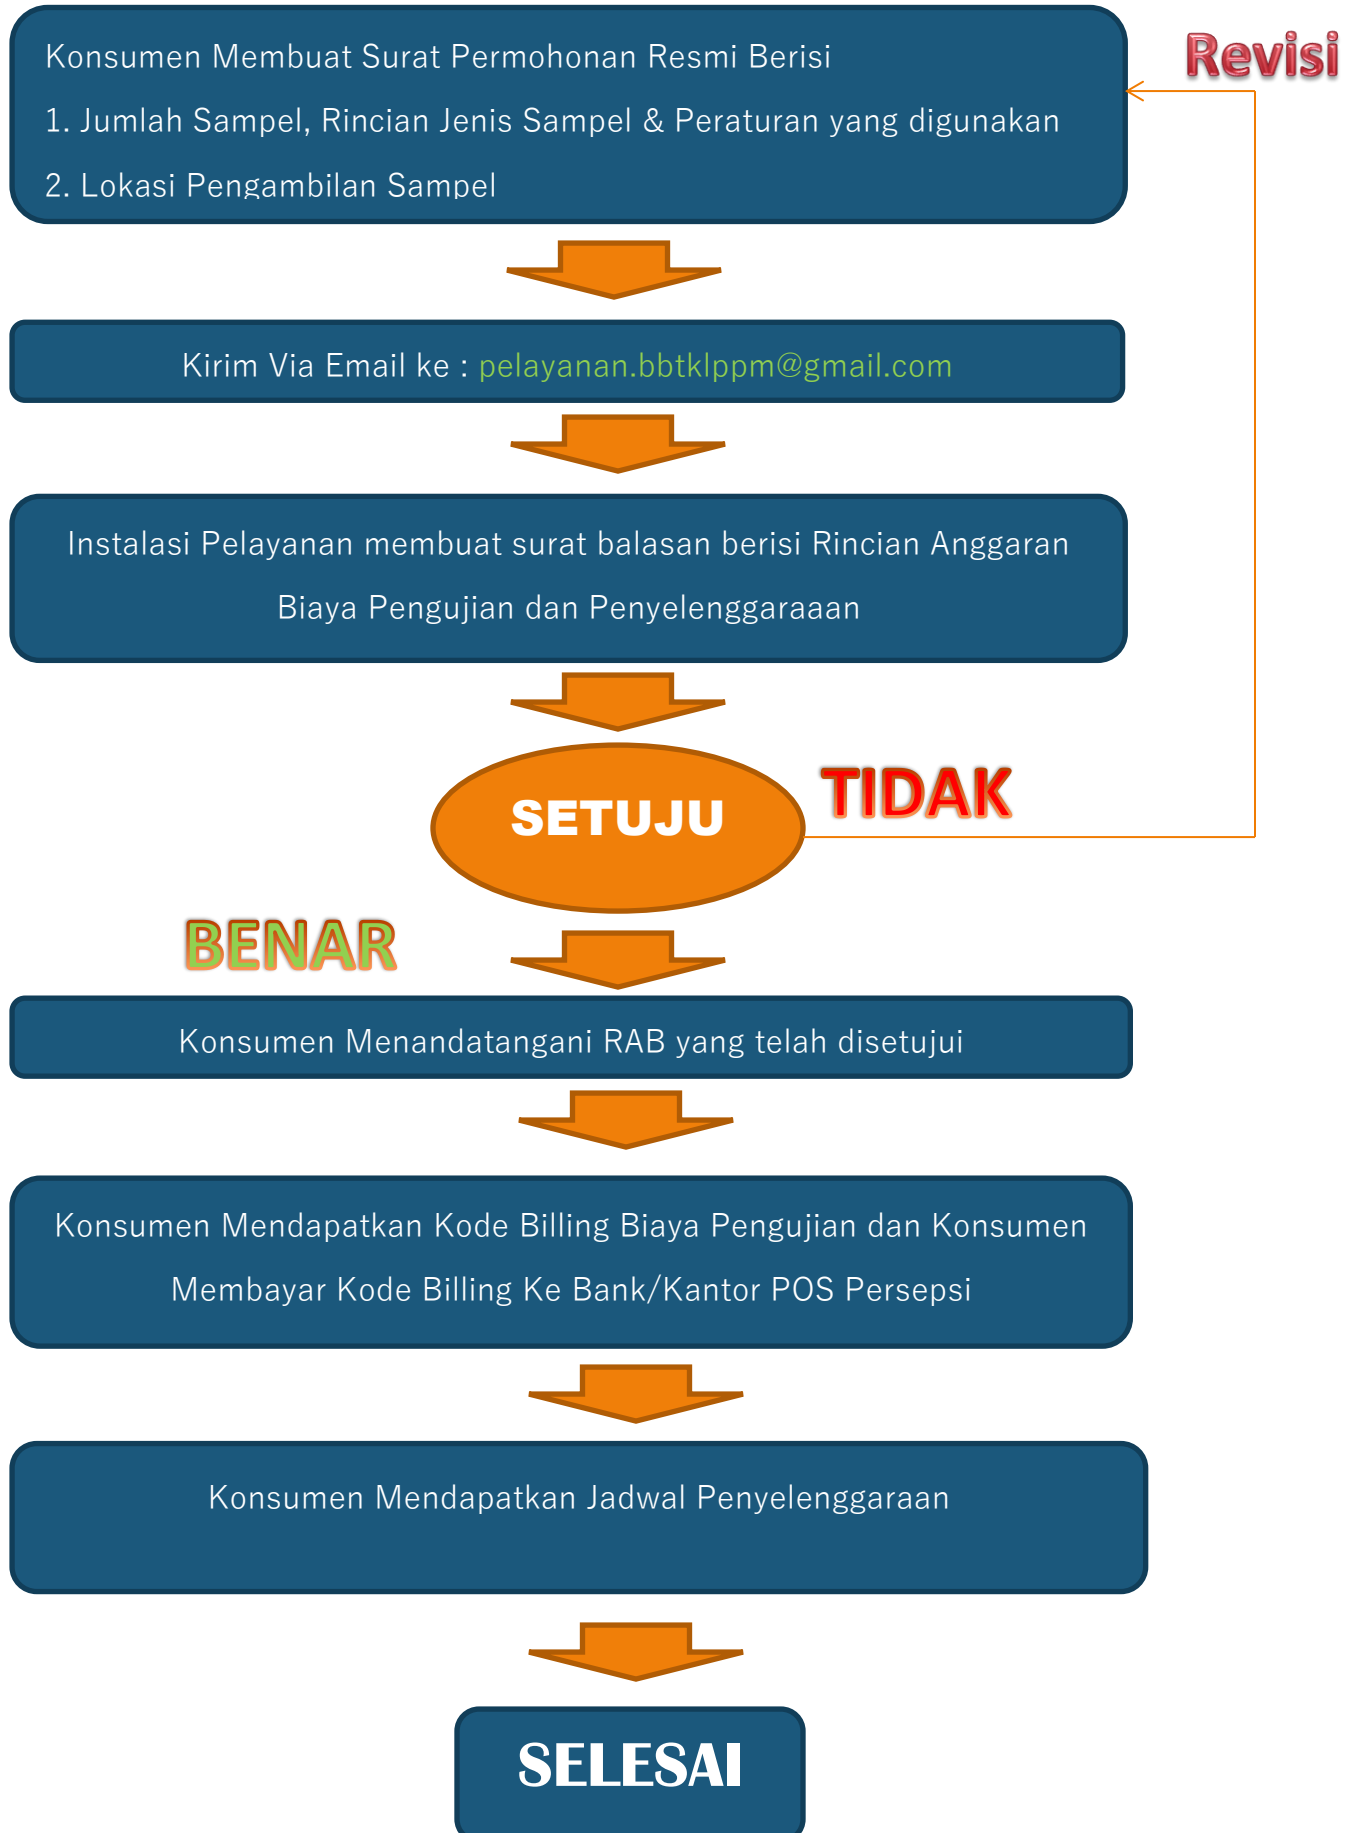 Konsumen Membuat Surat Permohonan Resmi Berisi
Revisi
1. Jumlah Sampel, Rincian Jenis Sampel & Peraturan yang digunakan
2. Lokasi Pengambilan Sampel
Kirim Via Email ke : pelayanan.bbtklppm@gmail.com
Instalasi Pelayanan membuat surat balasan berisi Rincian Anggaran
Biaya Pengujian dan Penyelenggaraaan
SETUJU
TIDAK
BENAR
Konsumen Menandatangani RAB yang telah disetujui
Konsumen Mendapatkan Kode Billing Biaya Pengujian dan Konsumen
Membayar Kode Billing Ke Bank/Kantor POS Persepsi
Konsumen Mendapatkan Jadwal Penyelenggaraan
SELESAI